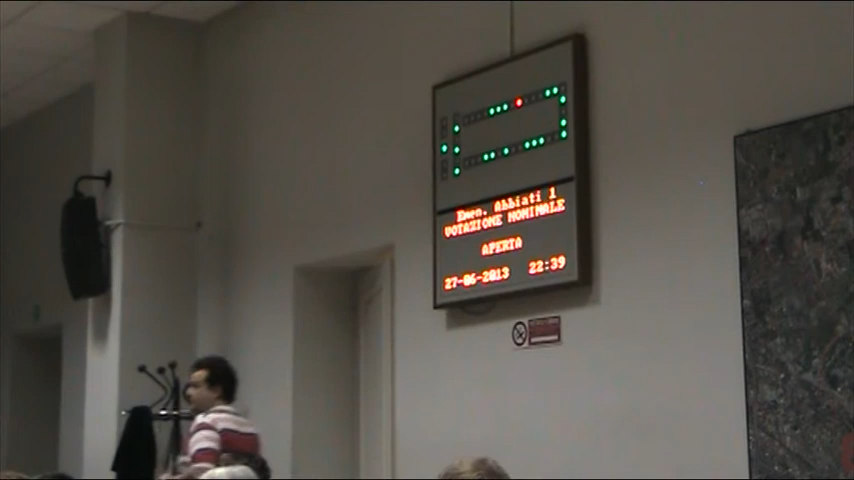 Emen. Abbiati 1
VOTAZIONE NOMINALE
APERTA
27-06-2013 22:39